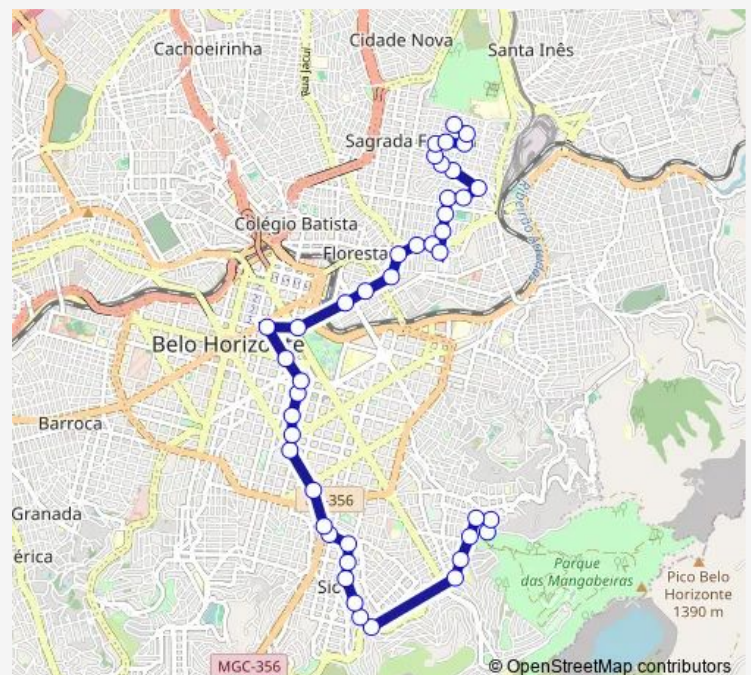 Cidade Nova
Cachoeirinha
Santa Inês
Rua Jacuí
Sagrada F
Colégio Batista
Ribeirão Arrudas
Floresta
Belo Horizonte
Barroca
-356
Granada
érica
Parque
das Mangabeiras
Pico Belo
Horizonte
1390 m
Sio
MGC-356
© OpenStreetMap contributors